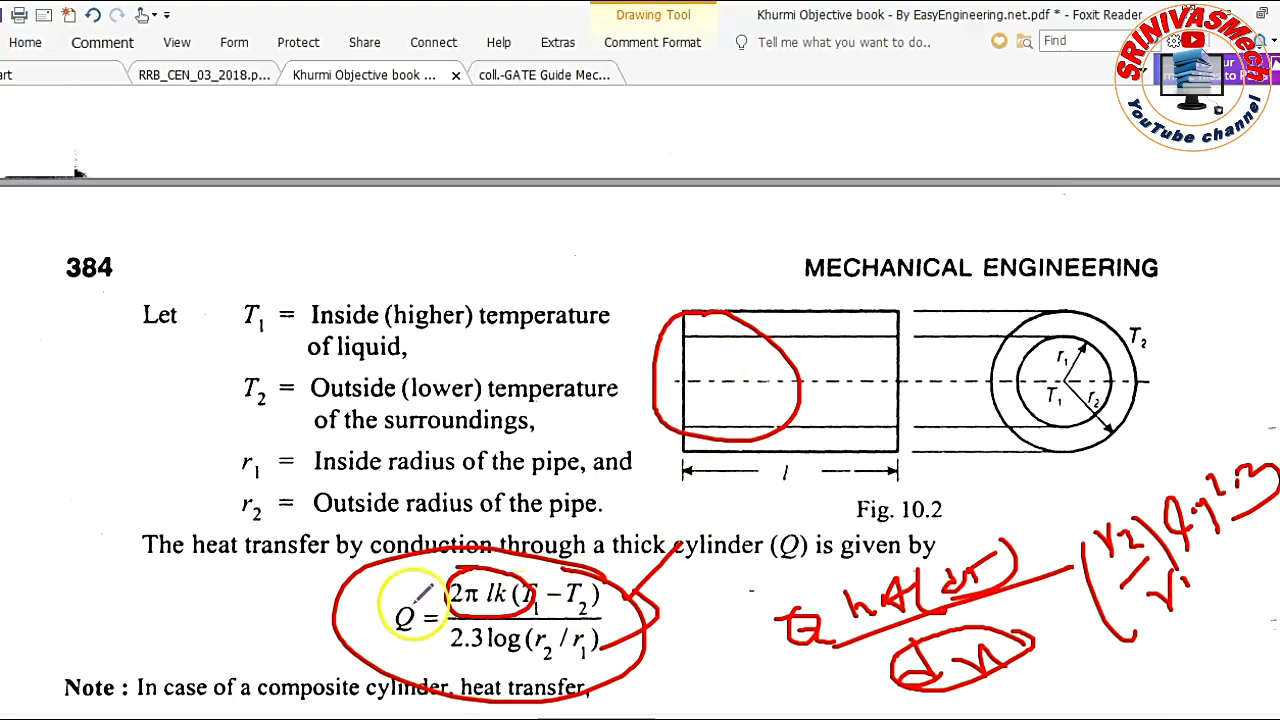 Drawing Tool
Khurmi Objective book - By EasyEngineering.net.pdf * - Foxit Reader
Home Comment View Form Protect Share Connect Help Extras Comment Format Tell me what you want to do.. Find
art RRB_CEN_03_2018.p... Khurmi Objective book ... × coll.-GATE Guide Mec...
SRINIVASMech
YouTube channel
384 MECHANICAL ENGINEERING
Let T1 = Inside (higher) temperature
of liquid,
T2 = Outside (lower) temperature
of the surroundings,
r1 = Inside radius of the pipe, and
r2 = Outside radius of the pipe.
T2
r1
T1 r2
l
Fig. 10.2
The heat transfer by conduction through a thick cylinder (Q) is given by
Q = 2π lk (T1 − T2) / 2.3 log (r2 / r1)
Note : In case of a composite cylinder, heat transfer,